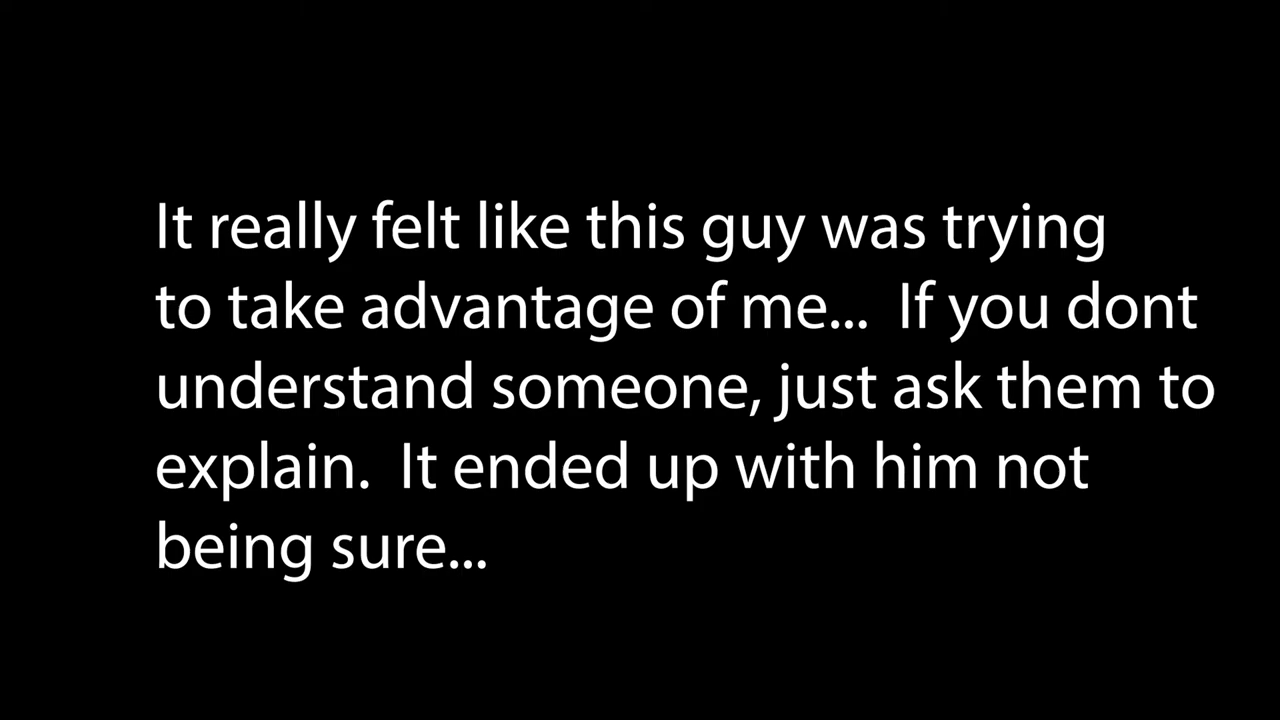 It really felt like this guy was trying
to take advantage of me...  If you dont
understand someone, just ask them to
explain.  It ended up with him not
being sure...